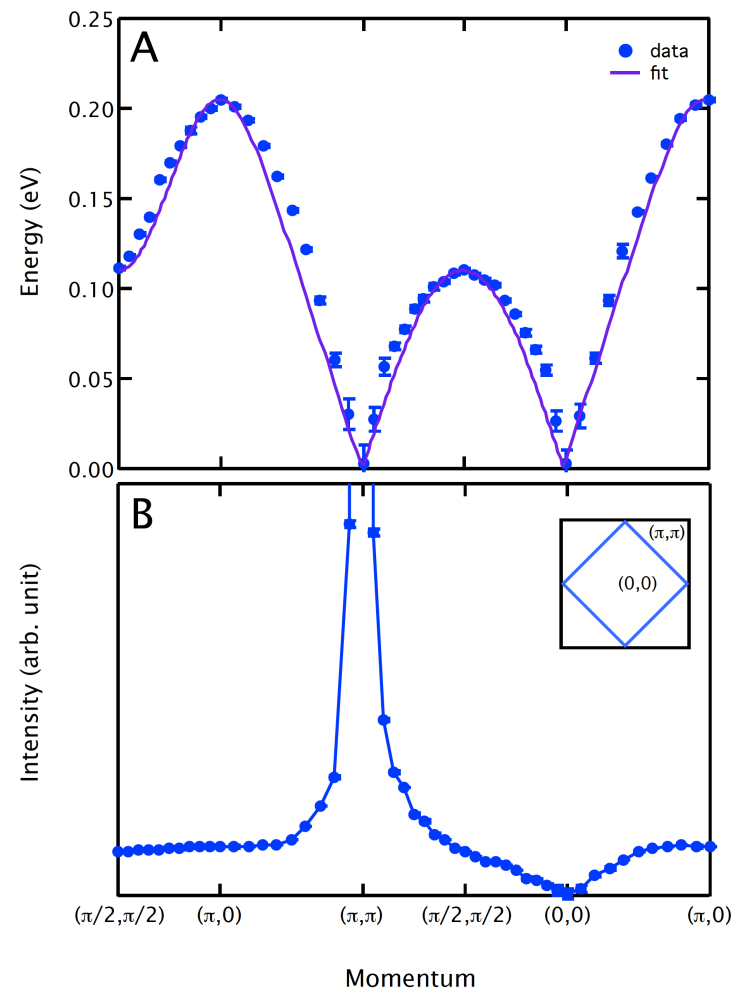 0.25
A
data
fit
0.20
0.15
0.10
0.05
0.00
Energy (eV)
B
(π,π)
(0,0)
Intensity (arb. unit)
(π/2,π/2) (π,0) (π,π) (π/2,π/2) (0,0) (π,0)
Momentum